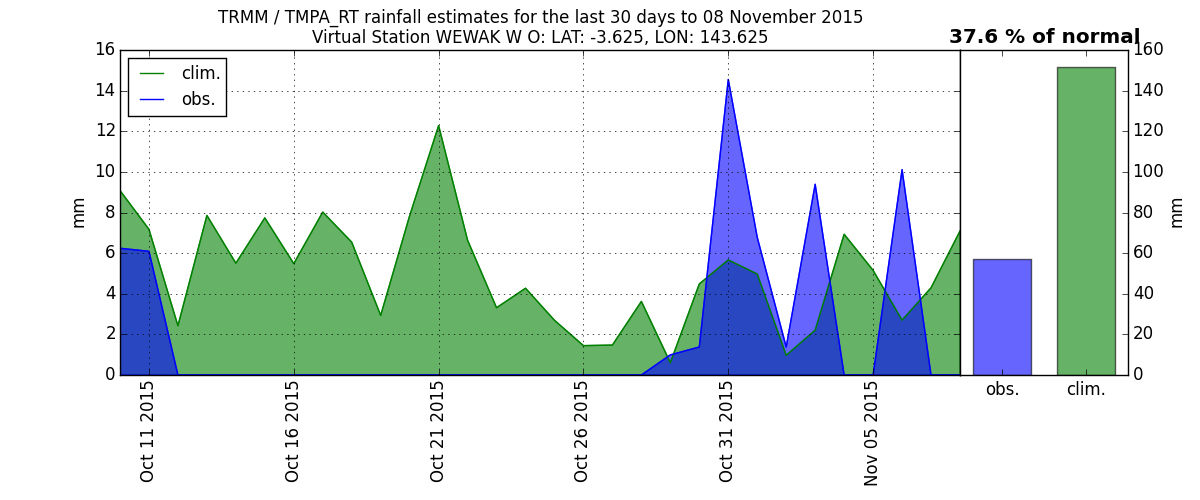 TRMM / TMPA_RT rainfall estimates for the last 30 days to 08 November 2015
Virtual Station WEWAK W O: LAT: -3.625, LON: 143.625
37.6 % of normal
clim.
obs.
16
14
12
10
8
6
4
2
0
mm
160
140
120
100
80
60
40
20
0
mm
Oct 11 2015
Oct 16 2015
Oct 21 2015
Oct 26 2015
Oct 31 2015
Nov 05 2015
obs.
clim.